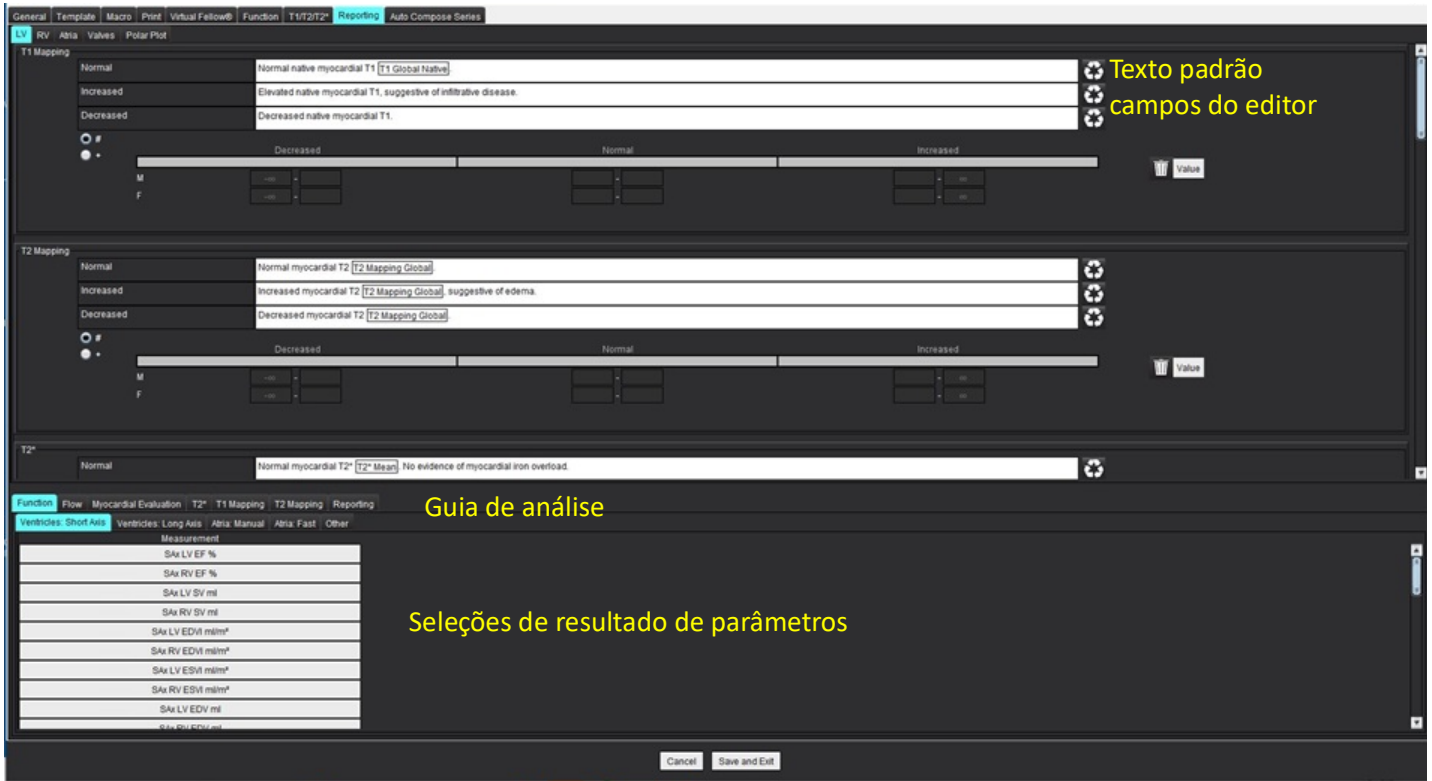 General Template Macro Print Virtual Fellow® Function T1/T2/T2* Reporting Auto Compose Series
LV RV Atria Valves Polar Plot
T1 Mapping
Normal Normal native myocardial T1 T1 Global Native.
Increased Elevated native myocardial T1, suggestive of infiltrative disease.
Decreased Decreased native myocardial T1.
Texto padrão
campos do editor
#
+
Decreased Normal Increased
Value
M -∞ - - - ∞
F -∞ - - - ∞
T2 Mapping
Normal Normal myocardial T2 T2 Mapping Global.
Increased Increased myocardial T2 T2 Mapping Global, suggestive of edema.
Decreased Decreased myocardial T2 T2 Mapping Global.
#
+
Decreased Normal Increased
Value
M -∞ - - - ∞
F -∞ - - - ∞
T2*
Normal Normal myocardial T2* T2* Mean. No evidence of myocardial iron overload.
Function Flow Myocardial Evaluation T2* T1 Mapping T2 Mapping Reporting
Guia de análise
Ventricles: Short Axis Ventricles: Long Axis Atria: Manual Atria: Fast Other
Measurement
SAx LV EF %
SAx RV EF %
SAx LV SV ml
SAx RV SV ml
Seleções de resultado de parâmetros
SAx LV EDVI ml/m²
SAx RV EDVI ml/m²
SAx LV ESVI ml/m²
SAx RV ESVI ml/m²
SAx LV EDV ml
SAx RV EDV ml
Cancel Save and Exit